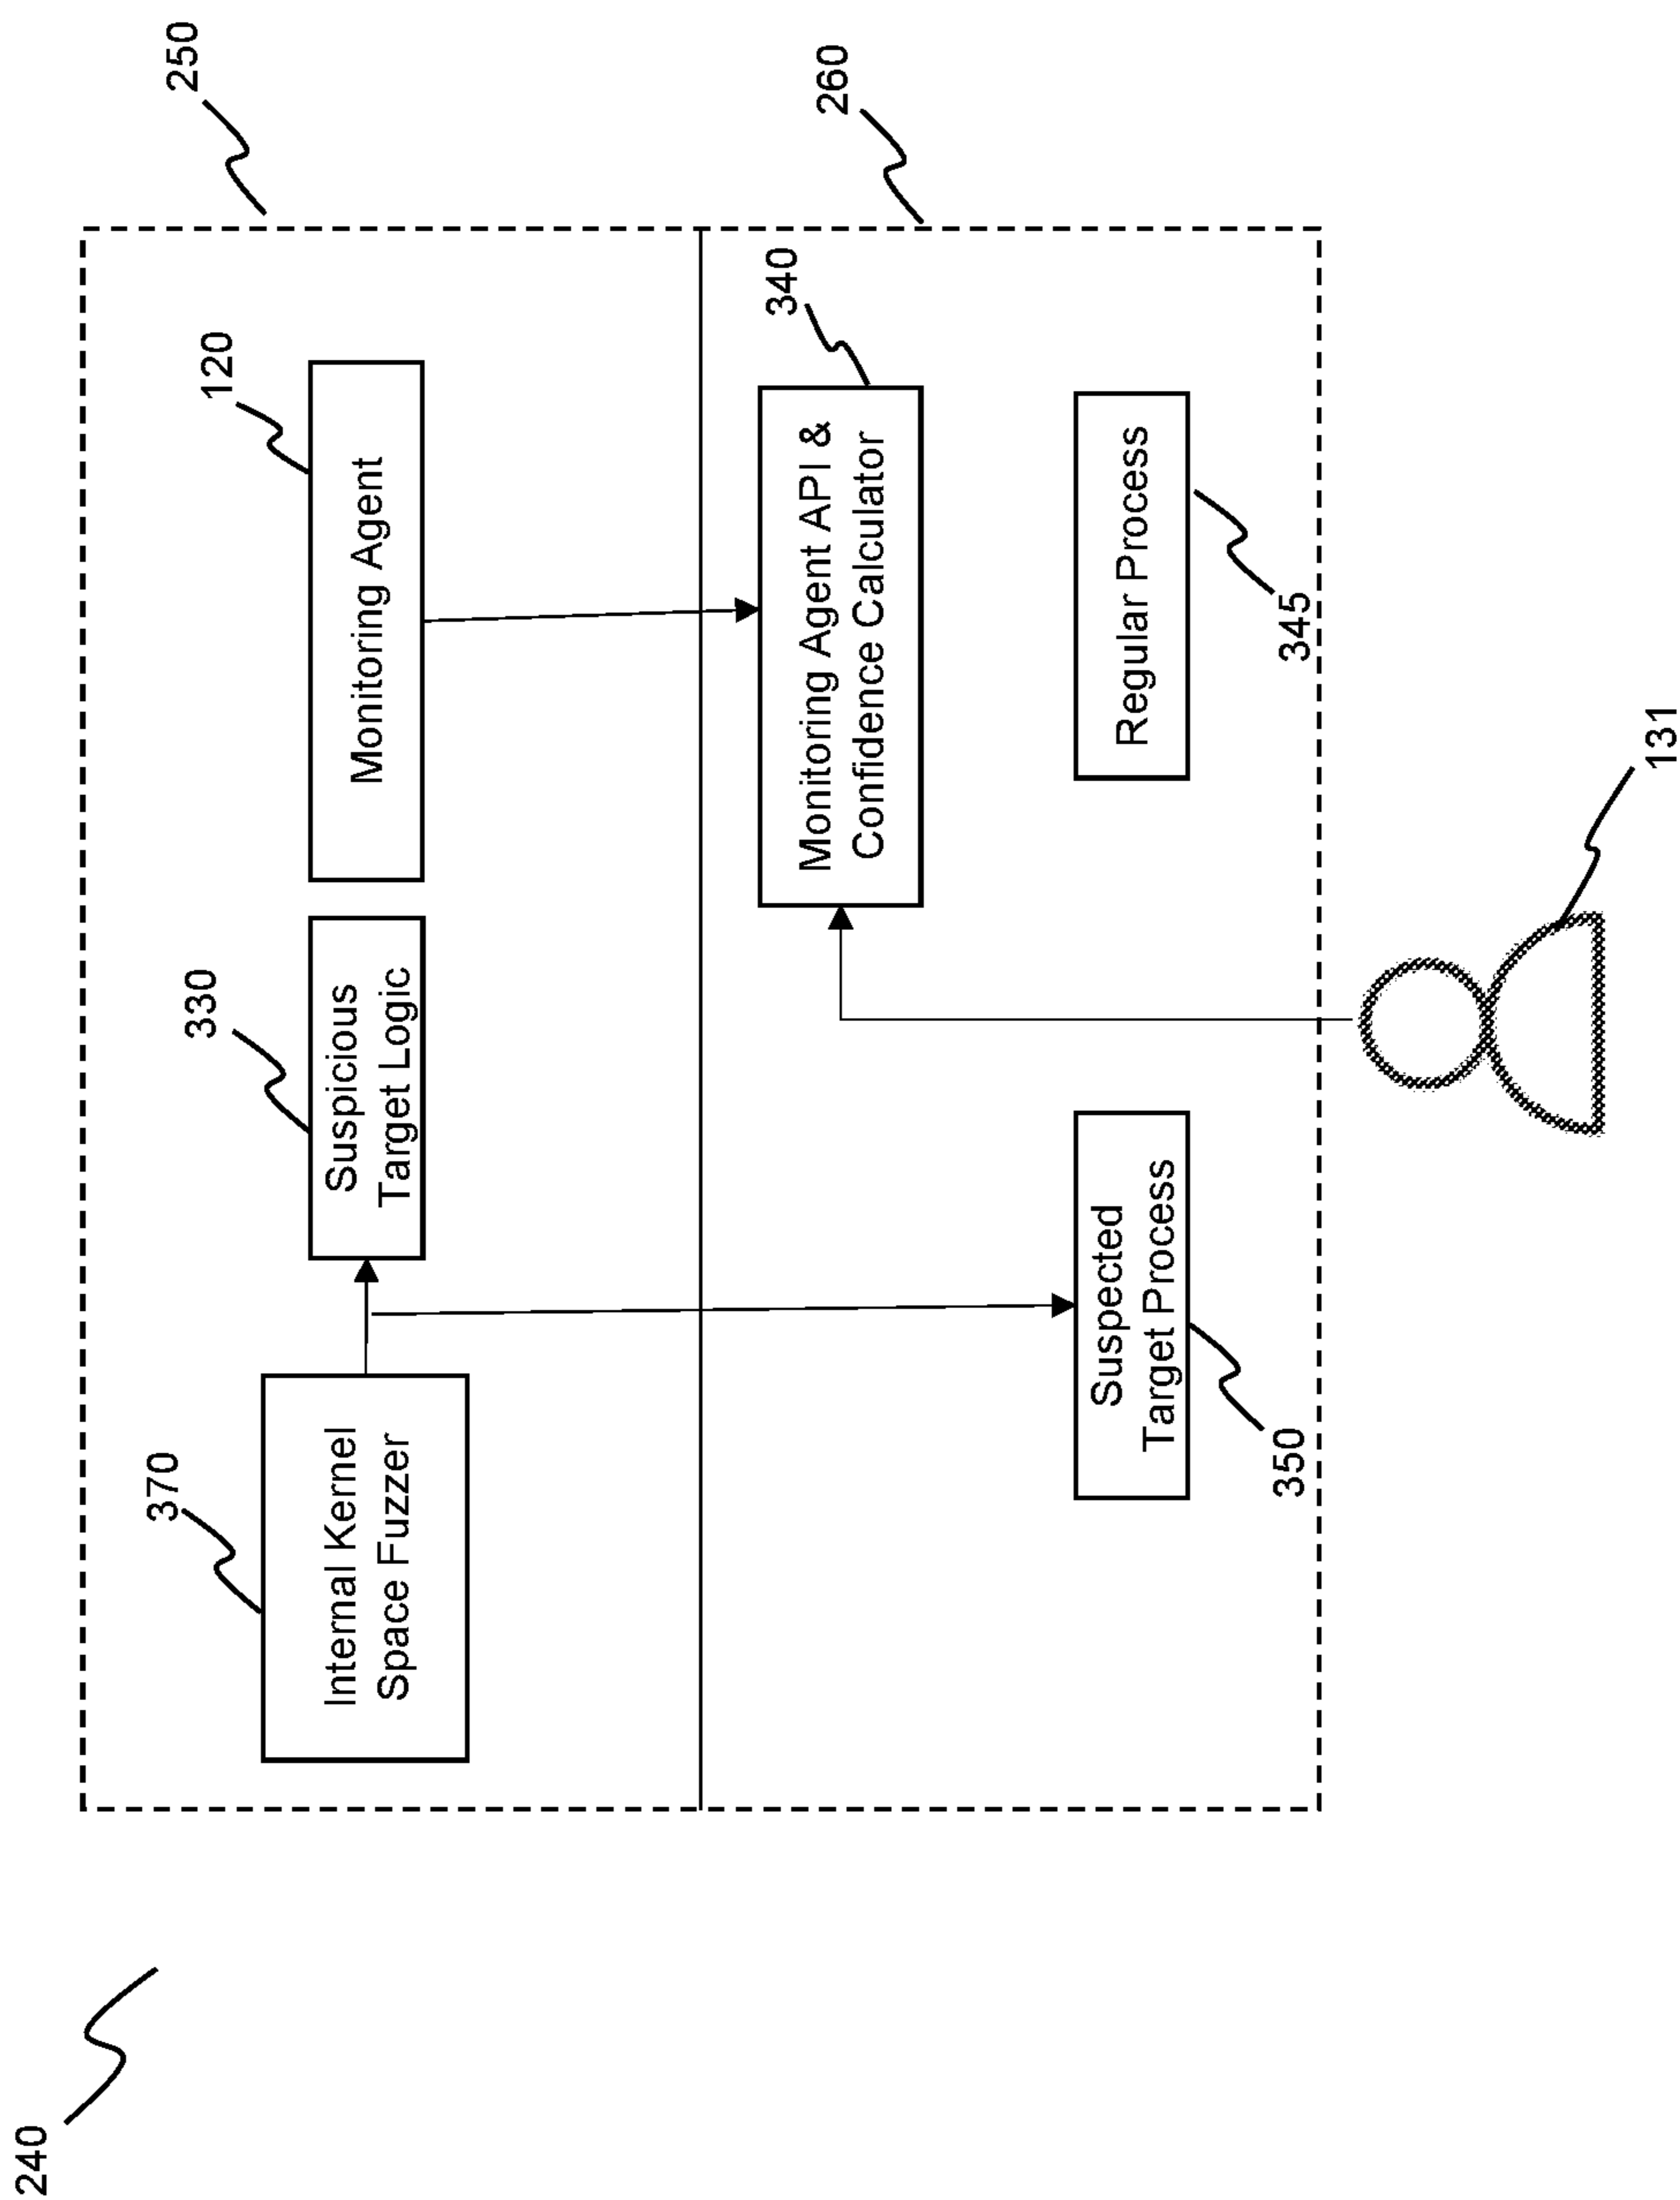 240
370
330
120
250
Internal Kernel
Space Fuzzer
Suspicious
Target Logic
Monitoring Agent
340
260
Monitoring Agent API &
Confidence Calculator
Suspected
Target Process
Regular Process
350
345
131